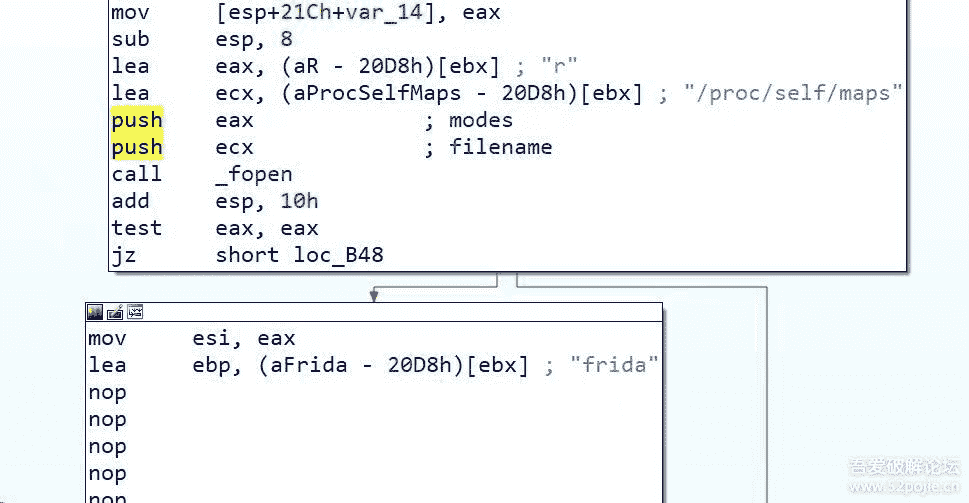 mov [esp+21Ch+var_14], eax
sub esp, 8
lea eax, (aR - 20D8h)[ebx] ; "r"
lea ecx, (aProcSelfMaps - 20D8h)[ebx] ; "/proc/self/maps"
push eax ; modes
push ecx ; filename
call _fopen
add esp, 10h
test eax, eax
jz short loc_B48
mov esi, eax
lea ebp, (aFrida - 20D8h)[ebx] ; "frida"
nop
nop
nop
nop
nop
吾爱破解论坛
www.52pojie.cn